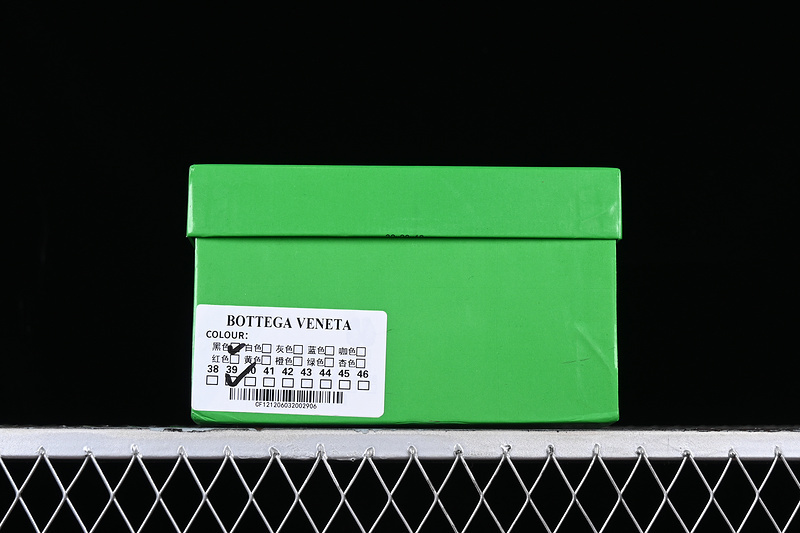 BOTTEGA VENETA
COLOUR:
黑色 白色 灰色 蓝色 咖色
红色 黄色 橙色 绿色 杏色
38 39 41 42 43 44 45 46
CF121206032002906